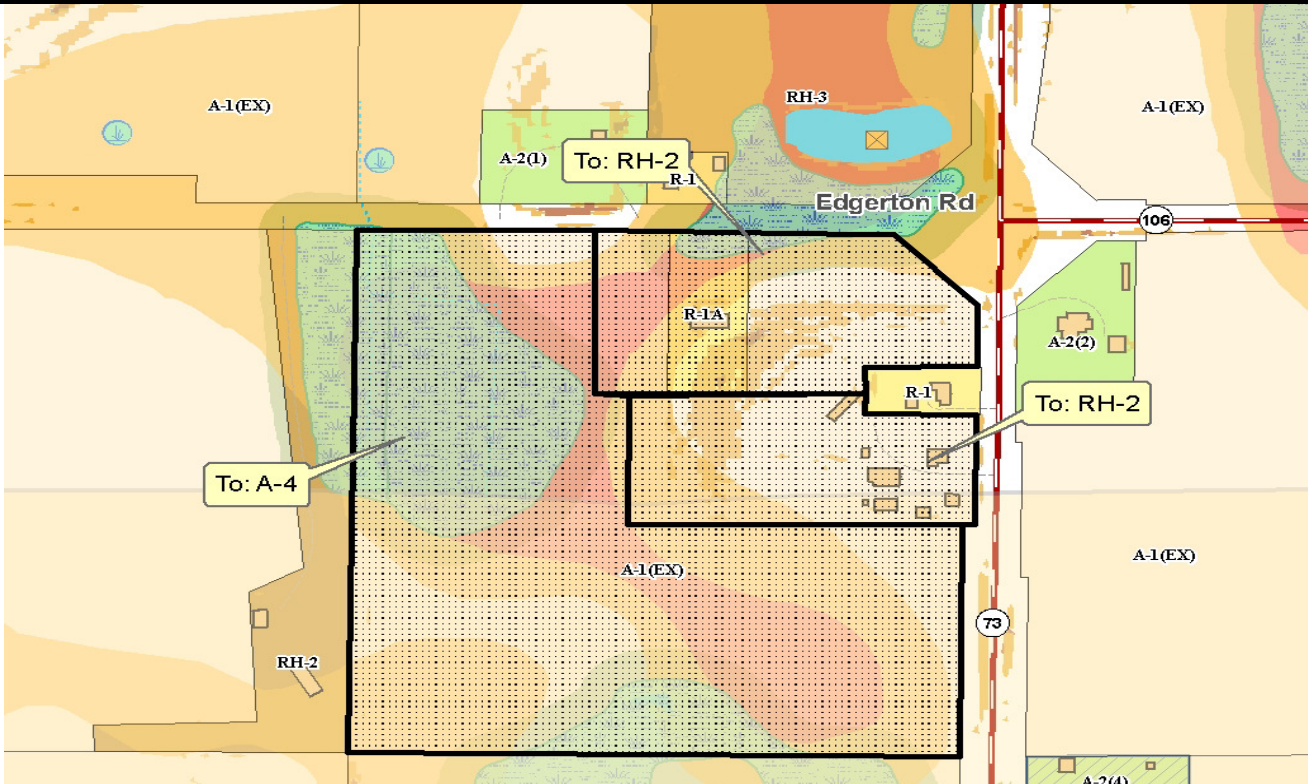 RH-3
A-1(EX)
A-1(EX)
A-2(1)
To: RH-2
R-1
Edgerton Rd
106
R-1A
A-2(2)
R-1
To: RH-2
To: A-4
A-1(EX)
A-1(EX)
73
RH-2
A-2(4)